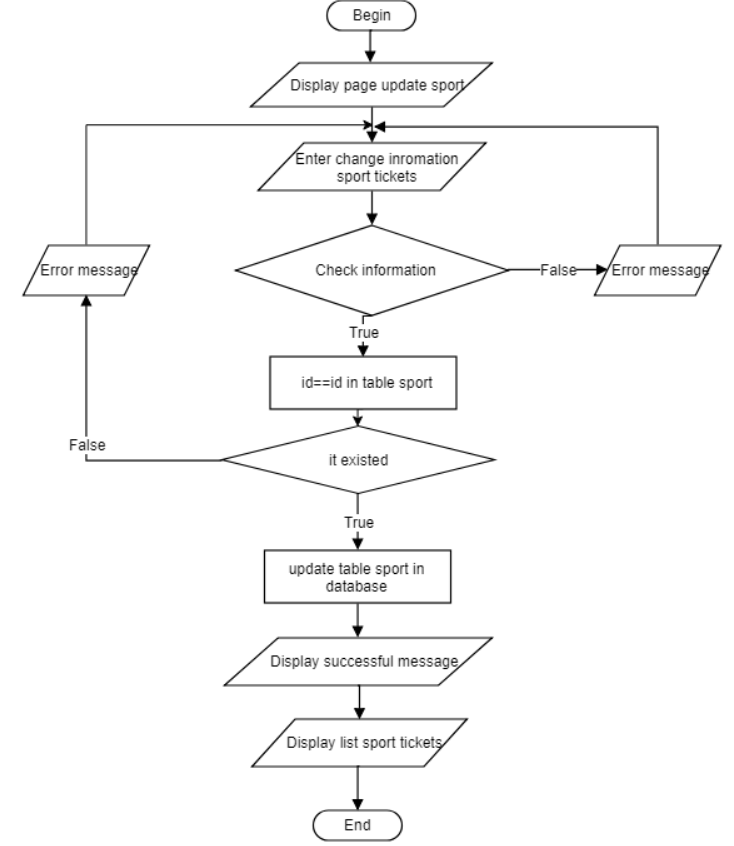 Begin
Display page update sport
Enter change inromation
sport tickets
Error message
Check information
False
Error message
True
id==id in table sport
False
it existed
True
update table sport in
database
Display successful message
Display list sport tickets
End